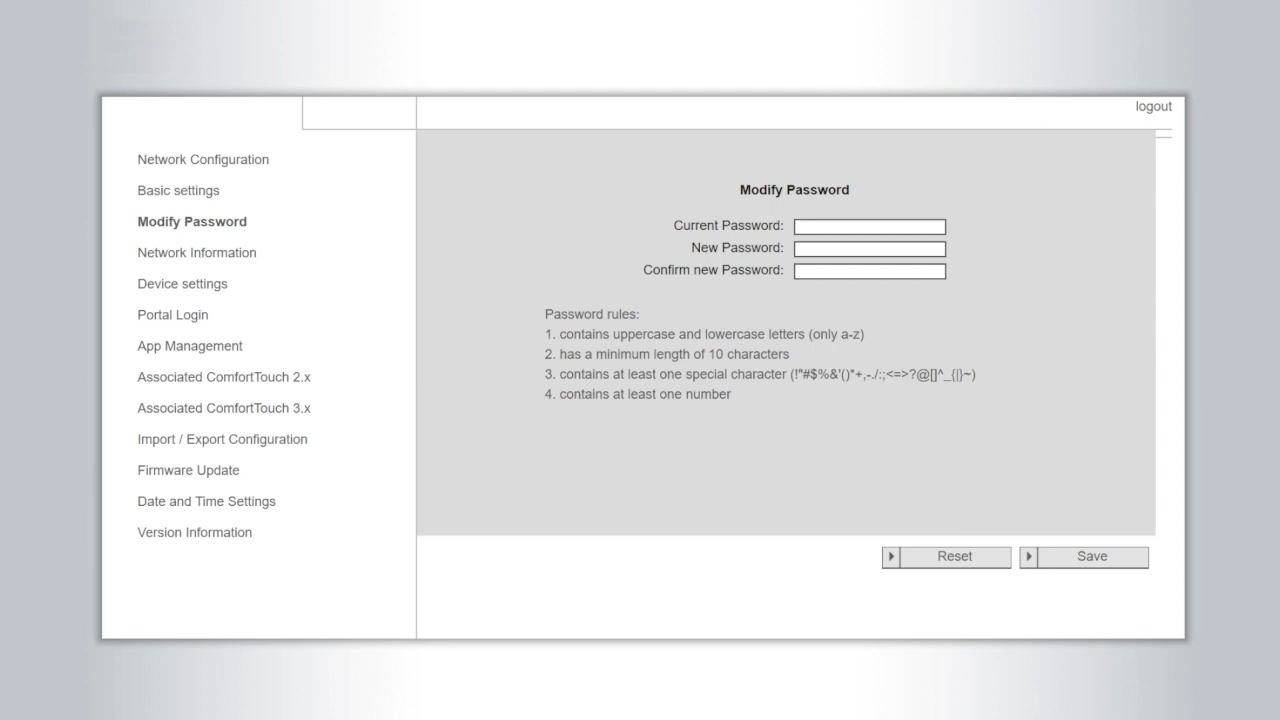 logout
Network Configuration
Basic settings
Modify Password
Network Information
Device settings
Portal Login
App Management
Associated ComfortTouch 2.x
Associated ComfortTouch 3.x
Import / Export Configuration
Firmware Update
Date and Time Settings
Version Information
Modify Password
Current Password:
New Password:
Confirm new Password:
Password rules:
1. contains uppercase and lowercase letters (only a-z)
2. has a minimum length of 10 characters
3. contains at least one special character (!"#$%&'()*+,-./:;<=>?@[]^_{|}~)
4. contains at least one number
Reset
Save